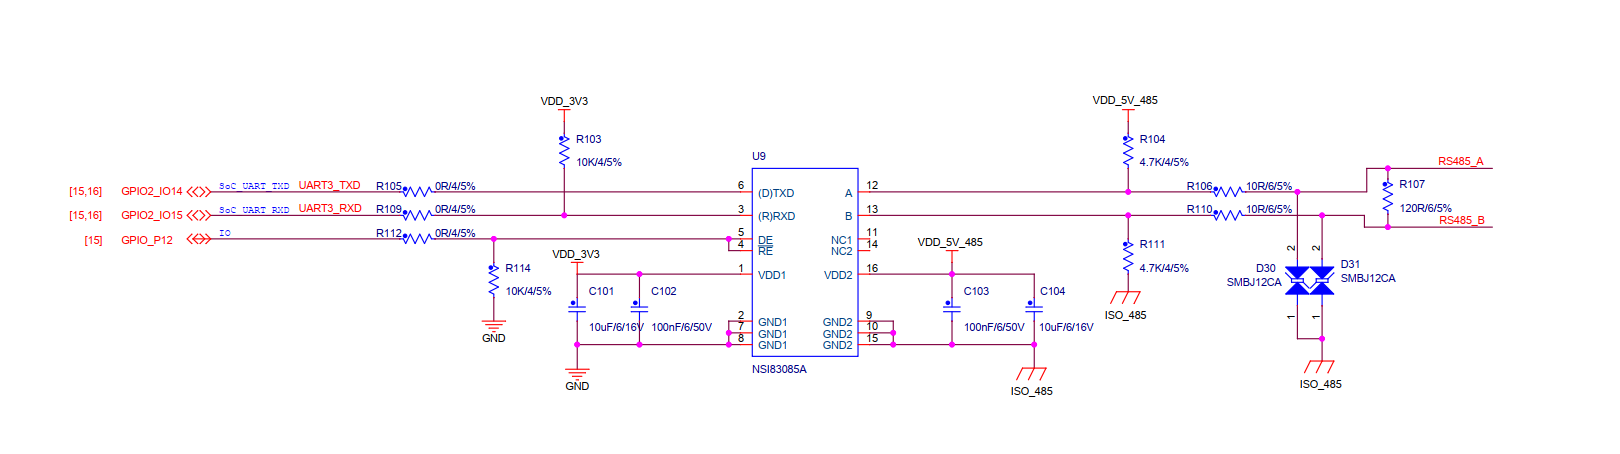 VDD_3V3
VDD_5V_485
R103
10K/4/5%
R104
4.7K/4/5%
U9
RS485_A
[15,16] GPIO2_IO14 SoC_UART_TXD UART3_TXD R105 0R/4/5% 6 (D)TXD A 12 R106 10R/6/5%
R107
120R/6/5%
[15,16] GPIO2_IO15 SoC_UART_RXD UART3_RXD R109 0R/4/5% 3 (R)RXD B 13 R110 10R/6/5%
RS485_B
[15] GPIO_P12 IO R112 0R/4/5% 5 DE NC1 11
4 RE NC2 14
R111
4.7K/4/5%
VDD_5V_485
VDD_3V3
R114
10K/4/5%
1 VDD1 VDD2 16
2 2
D30
SMBJ12CA
D31
SMBJ12CA
C101
10uF/6/16V
C102
100nF/6/50V
C103
100nF/6/50V
C104
10uF/6/16V
ISO_485
1 1
2 GND1 GND2 9
7 GND1 GND2 10
8 GND1 GND2 15
GND
NSI83085A
GND
ISO_485
ISO_485